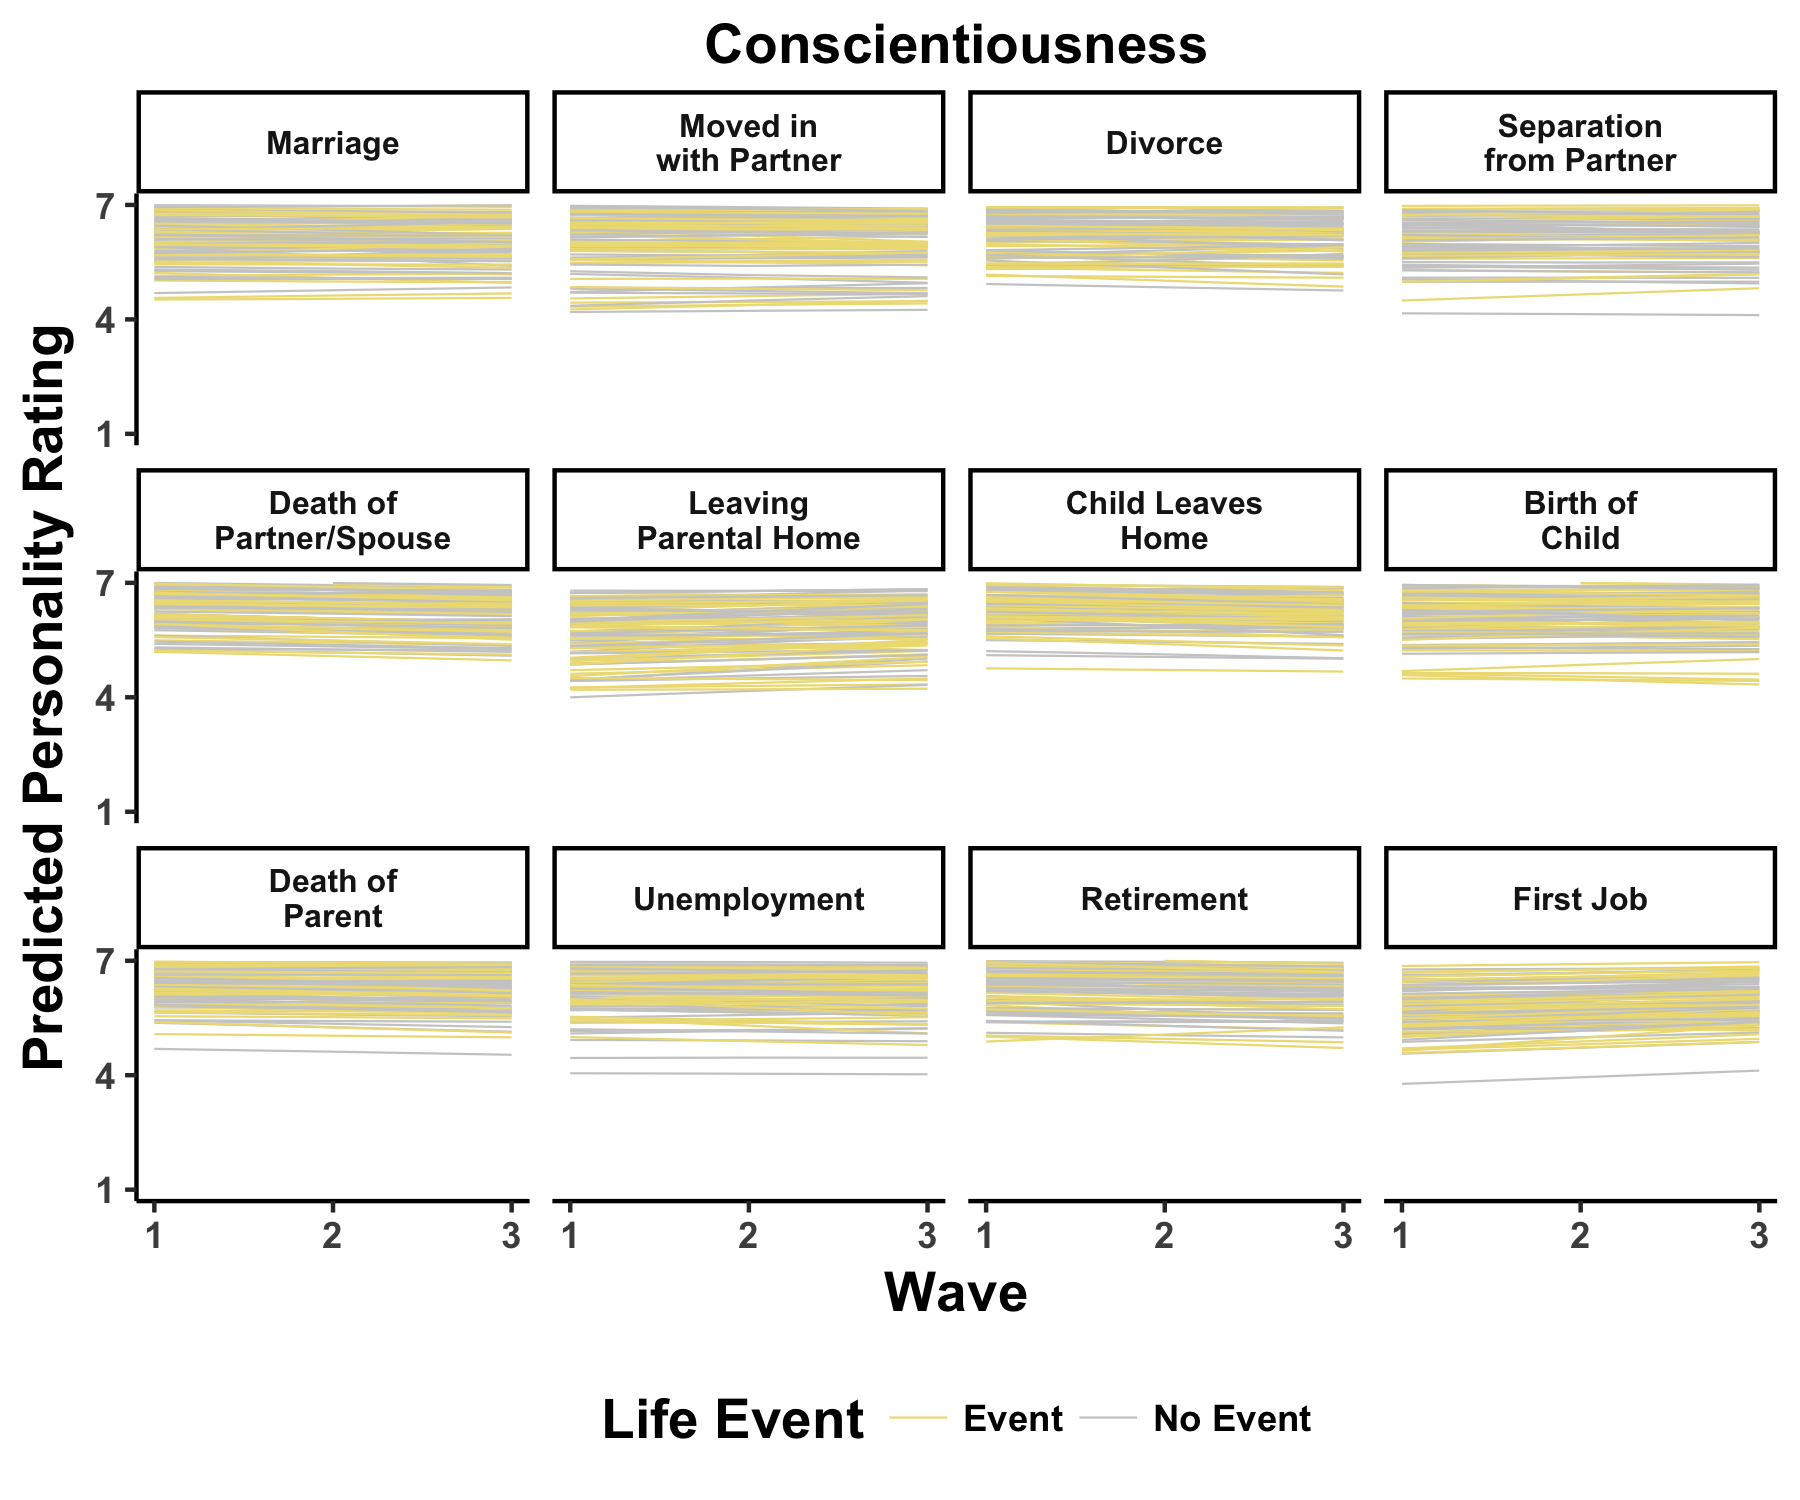 Conscientiousness
Marriage
Moved in
with Partner
Divorce
Separation
from Partner
7
4
1
Death of
Partner/Spouse
Leaving
Parental Home
Child Leaves
Home
Birth of
Child
7
4
1
Death of
Parent
Unemployment
Retirement
First Job
7
4
1
1 2 3 1 2 3 1 2 3 1 2 3
Predicted Personality Rating
Wave
Life Event Event No Event